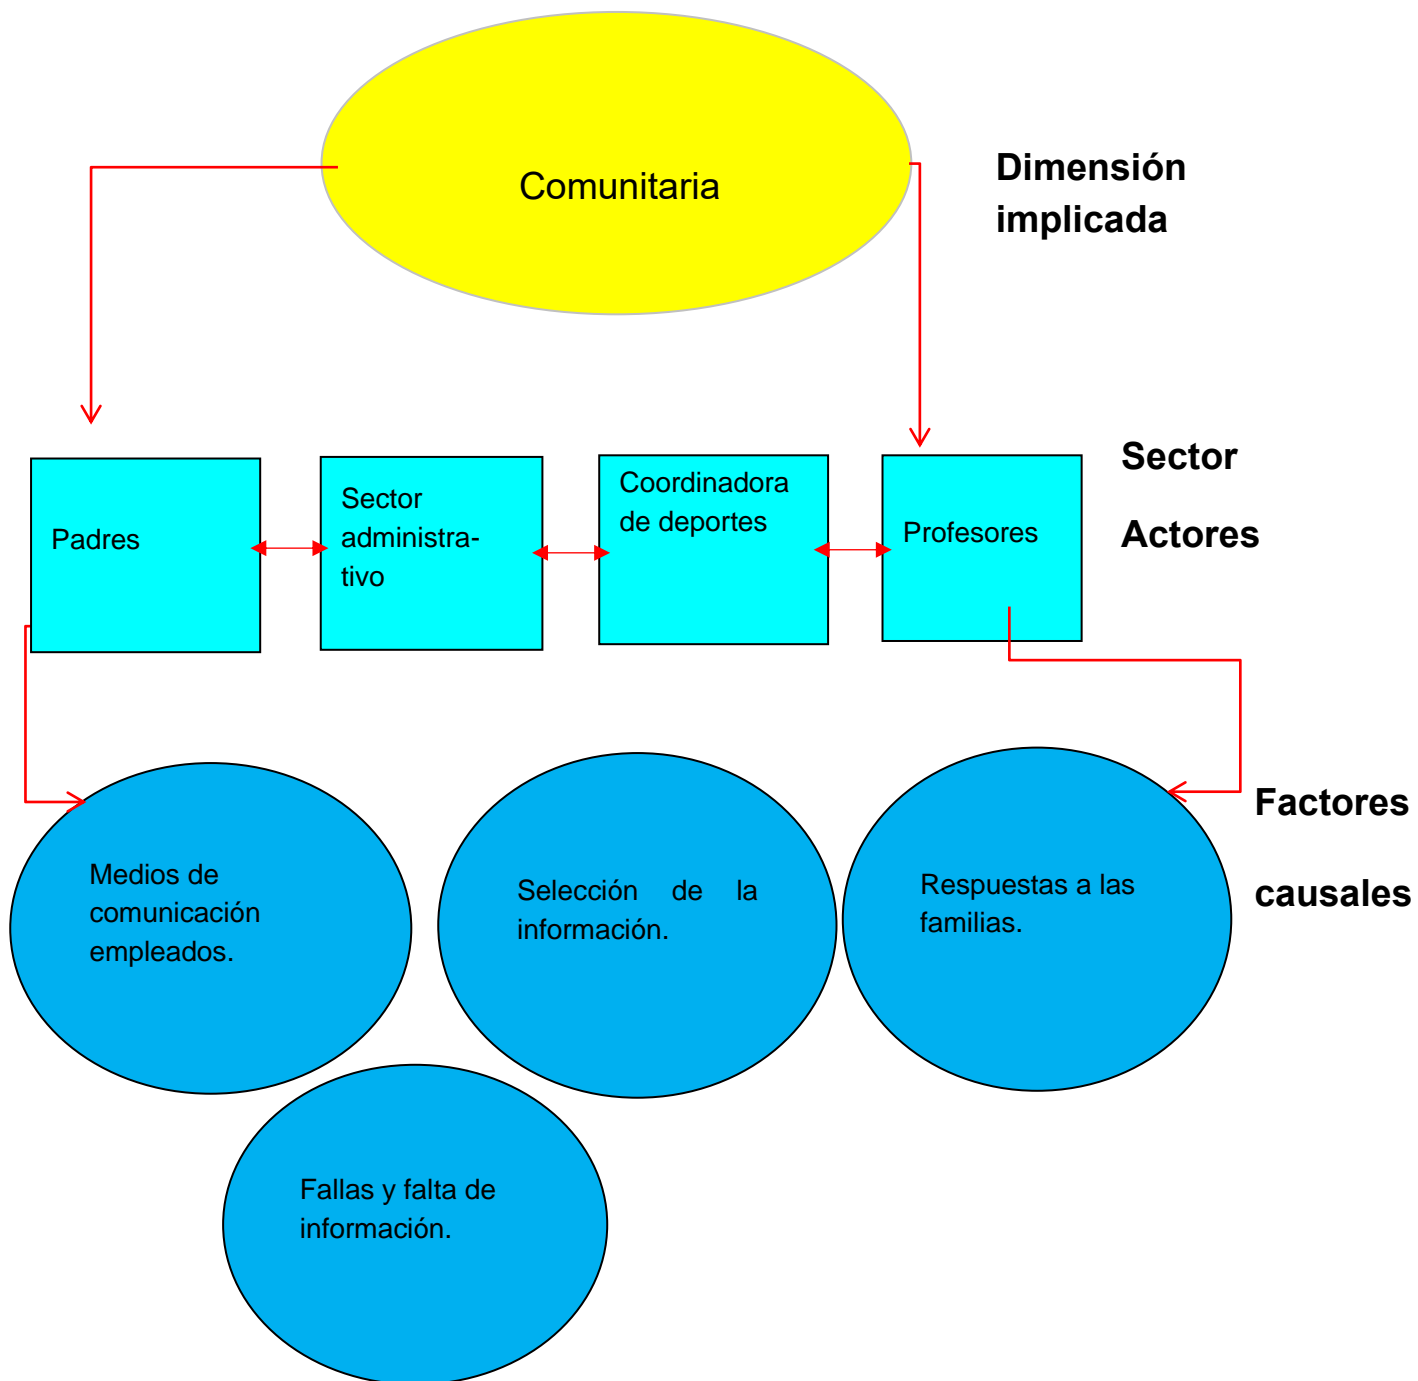 Comunitaria
Dimensión
implicada
Padres
Sector
administra-
tivo
Coordinadora
de deportes
Profesores
Sector
Actores
Medios de
comunicación
empleados.
Selección de la
información.
Respuestas a las
familias.
Factores
causales
Fallas y falta de
información.